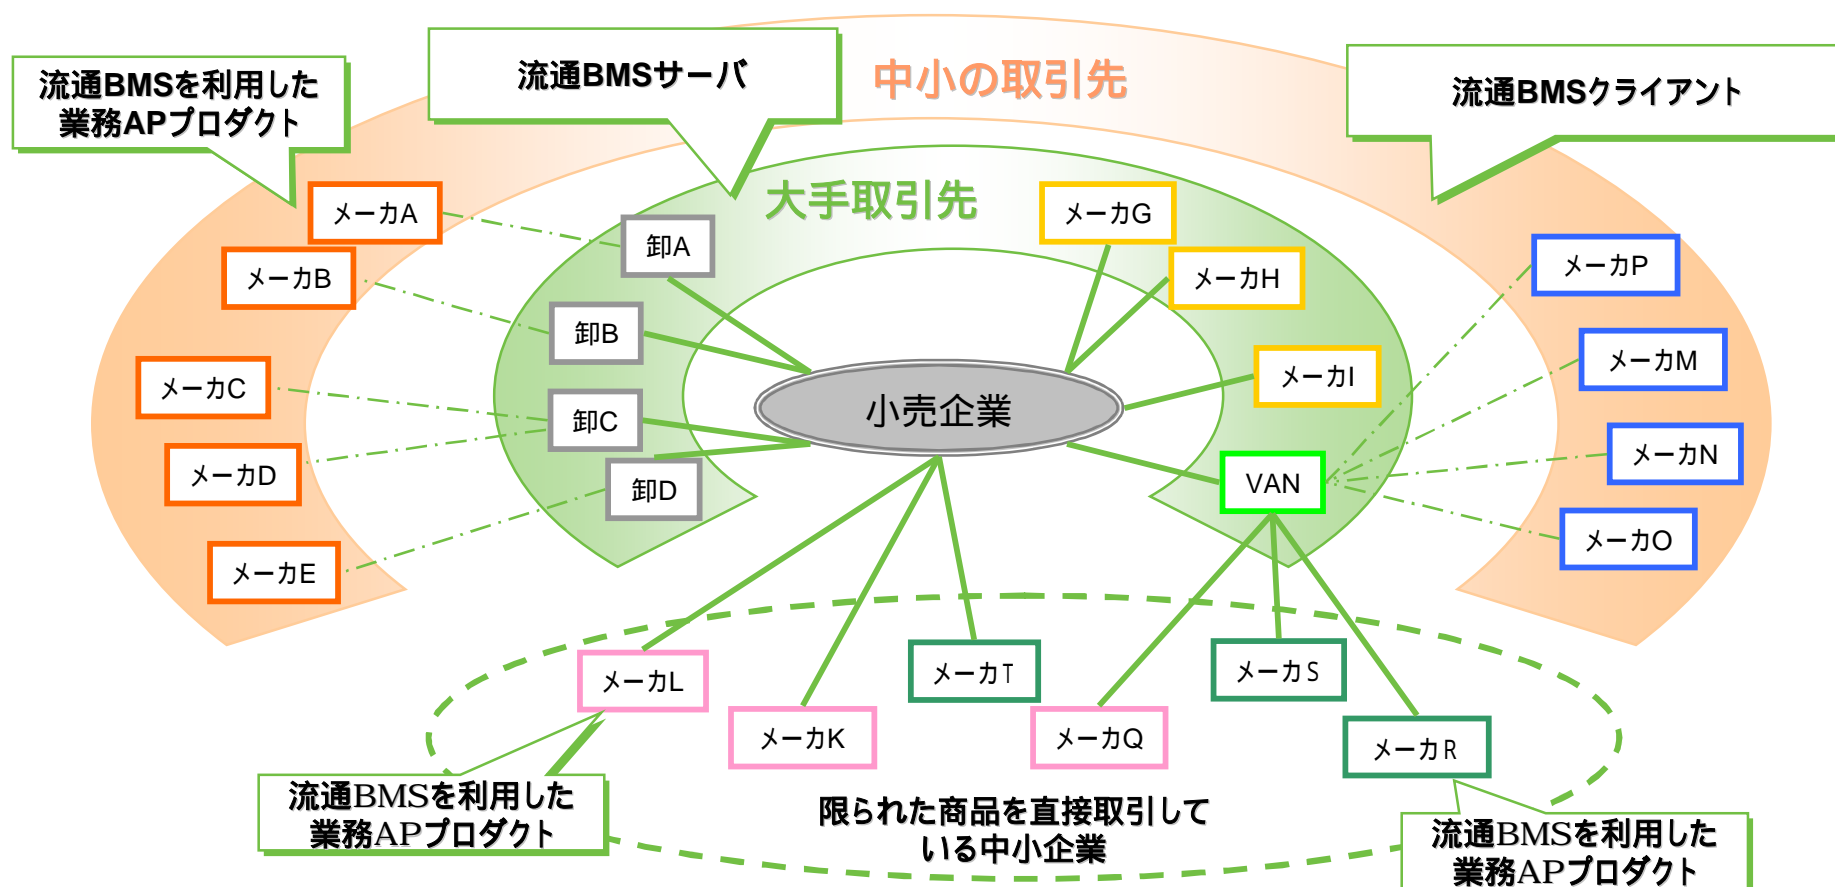 流通BMSを利用した
業務APプロダクト
流通BMSサーバ
中小の取引先
流通BMSクライアント
大手取引先
メーカA
卸A
メーカG
メーカB
メーカH
メーカP
卸B
メーカC
卸C
小売企業
メーカI
メーカM
メーカD
卸D
VAN
メーカN
メーカE
メーカO
メーカL
メーカT
メーカS
メーカK
メーカQ
メーカR
流通BMSを利用した
業務APプロダクト
限られた商品を直接取引して
いる中小企業
流通BMSを利用した
業務APプロダクト